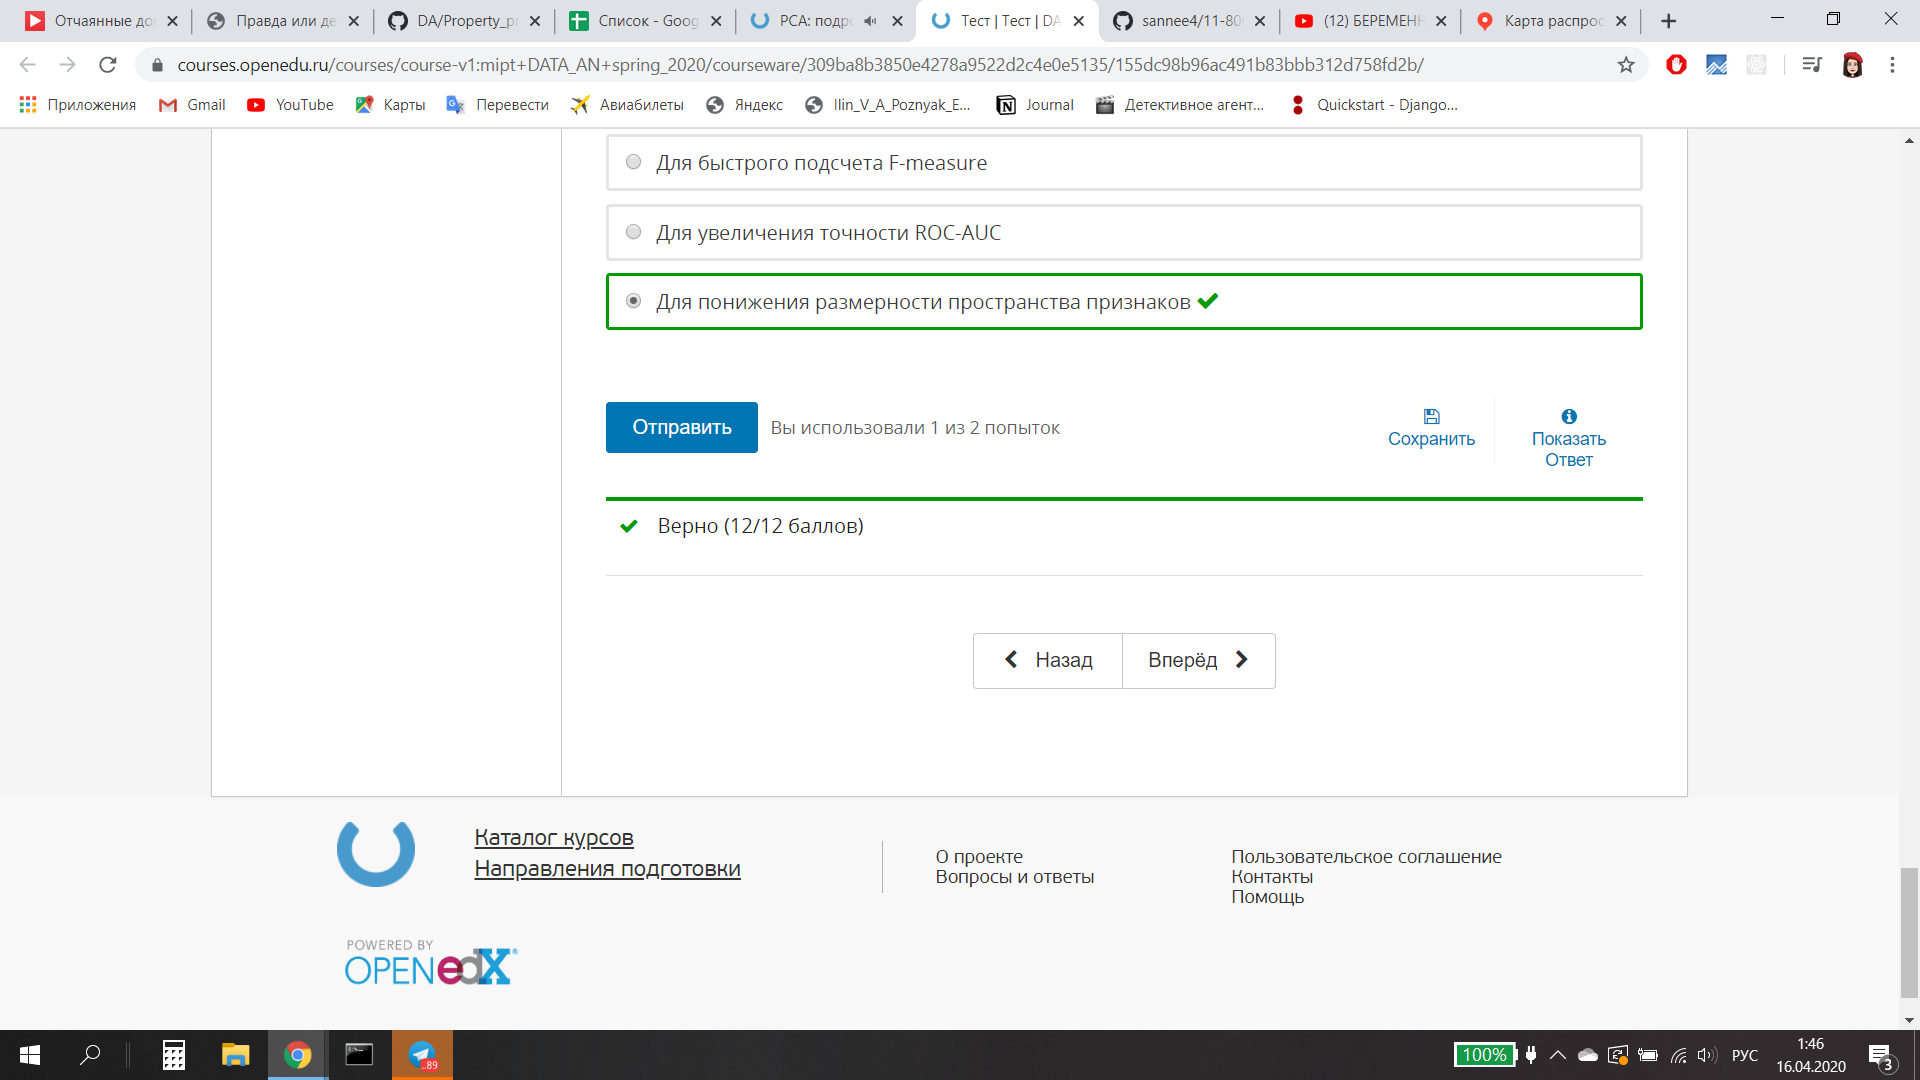 Отчаянные до
Правда или де
DA/Property_p
Список - Goog
PCA: подро
Тест | Тест | DA
sannee4/11-80
(12) БЕРЕМЕНН
Карта распрос
courses.openedu.ru/courses/course-v1:mipt+DATA_AN+spring_2020/courseware/309ba8b3850e4278a9522d2c4e0e5135/155dc98b96ac491b83bbb312d758fd2b/
Приложения
Gmail
YouTube
Карты
Перевести
Авиабилеты
Яндекс
Ilin_V_A_Poznyak_E...
Journal
Детективное агент...
Quickstart - Django...
Для быстрого подсчета F-measure
Для увеличения точности ROC-AUC
Для понижения размерности пространства признаков
Отправить
Вы использовали 1 из 2 попыток
Сохранить
Показать
Ответ
Верно (12/12 баллов)
Назад
Вперёд
Каталог курсов
Направления подготовки
О проекте
Вопросы и ответы
Пользовательское соглашение
Контакты
Помощь
POWERED BY
OPEN edX
..89
100%
РУС
1:46
16.04.2020
3